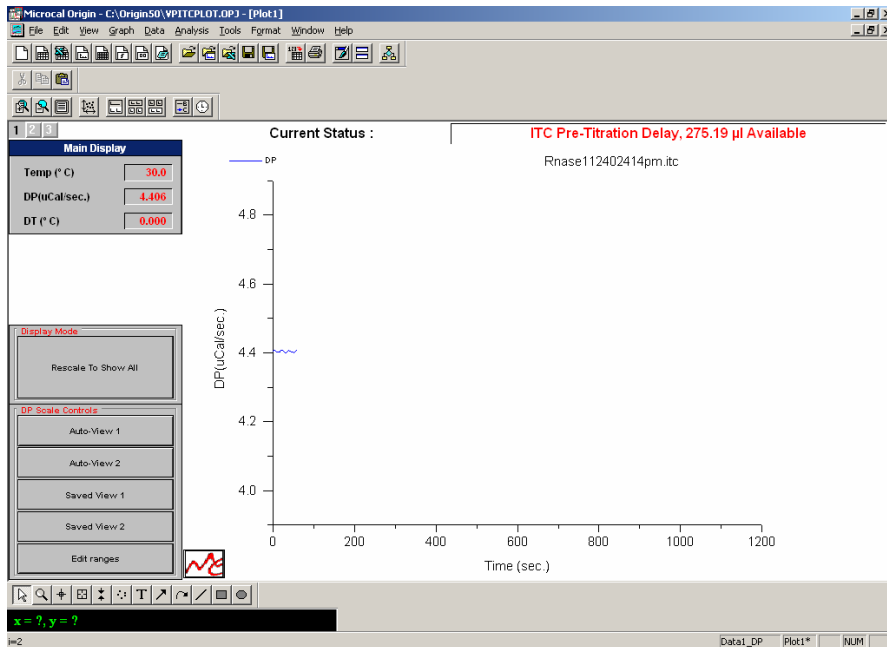 Microcal Origin - C:\Origin50\VPITCPLOT.OPJ - [Plot1]
File Edit View Graph Data Analysis Tools Format Window Help
1 2 3
Main Display
Temp (° C) 30.0
DP(uCal/sec.) 4.406
DT (° C) 0.000
Current Status : ITC Pre-Titration Delay, 275.19 µl Available
DP
Rnase112402414pm.itc
4.8
4.6
4.4
4.2
4.0
DP(uCal/sec.)
0 200 400 600 800 1000 1200
Time (sec.)
Display Mode
Rescale To Show All
DP Scale Controls
Auto-View 1
Auto-View 2
Saved View 1
Saved View 2
Edit ranges
T
x = ?, y = ?
i=2
Data1_DP Plot1* NUM